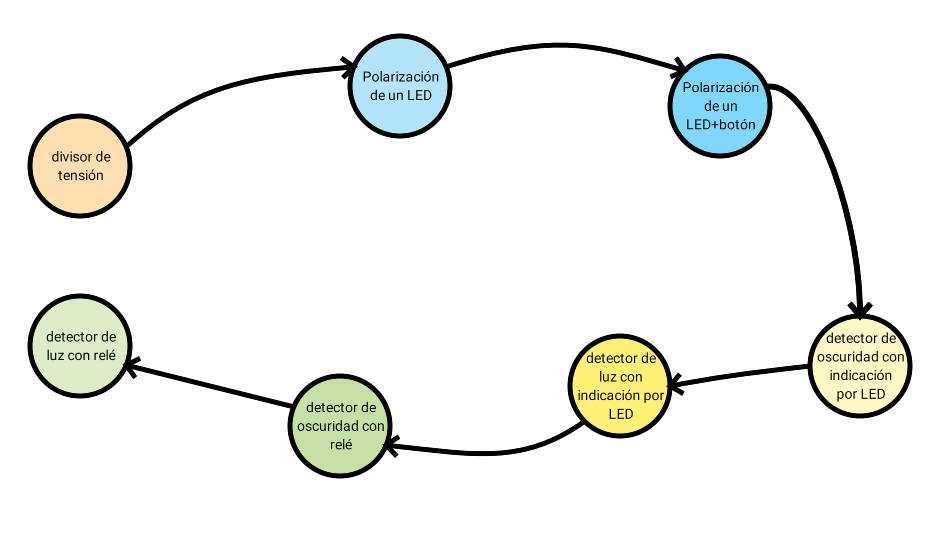 divisor de
tensión
Polarización
de un LED
Polarización
de un
LED+botón
detector de
oscuridad con
indicación
por LED
detector de
luz con
indicación por
LED
detector de
oscuridad con
relé
detector de
luz con relé